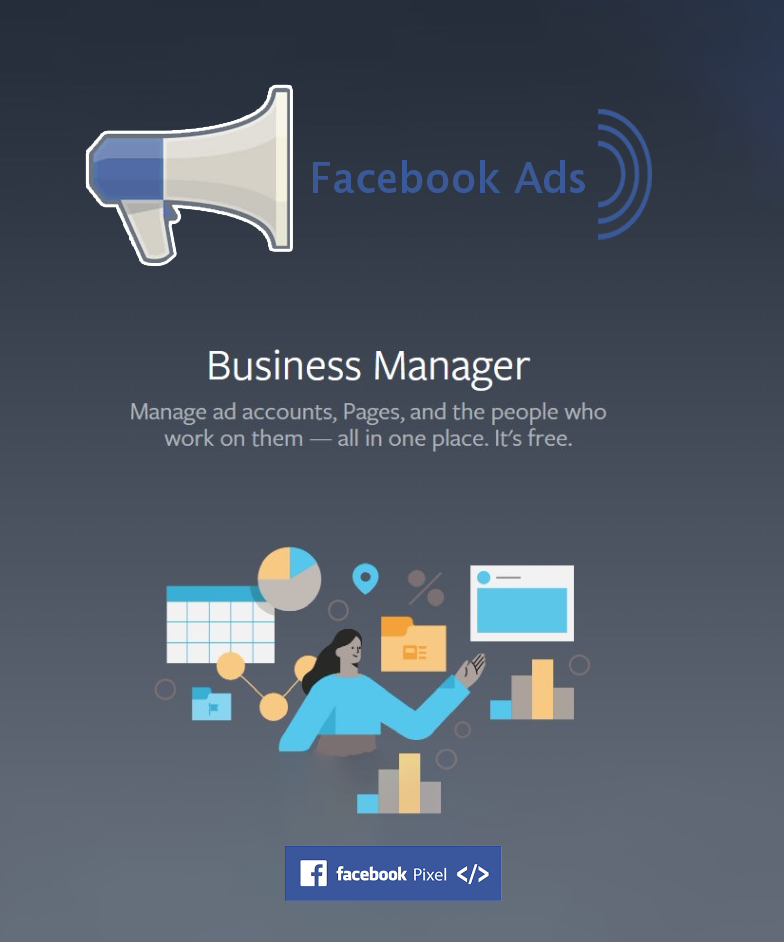 Facebook Ads
Business Manager
Manage ad accounts, Pages, and the people who
work on them — all in one place. It's free.
f facebook Pixel </>